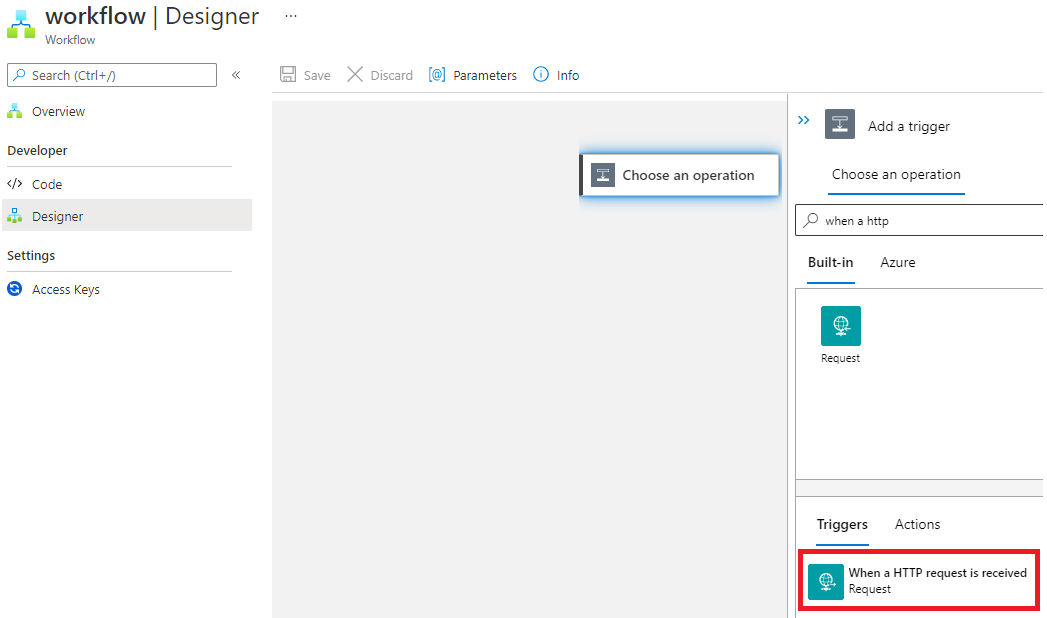 workflow | Designer ...
Workflow
Search (Ctrl+/) «
Overview
Developer
</> Code
Designer
Settings
Access Keys
Save Discard [@] Parameters Info
Choose an operation
Add a trigger
Choose an operation
when a http
Built-in Azure
Request
Triggers Actions
When a HTTP request is received
Request